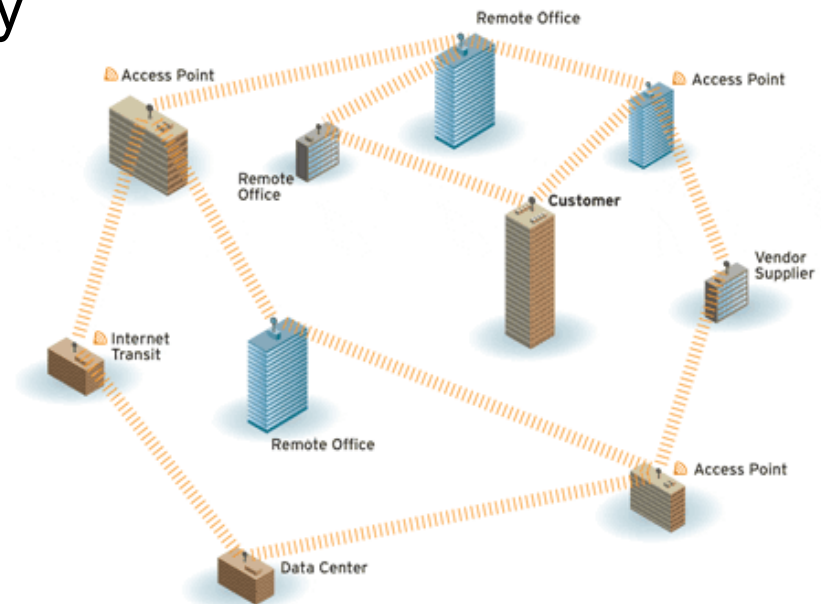 y
Remote Office
Access Point
Access Point
Remote
Office
Customer
Vendor
Supplier
Internet
Transit
Remote Office
Access Point
Data Center